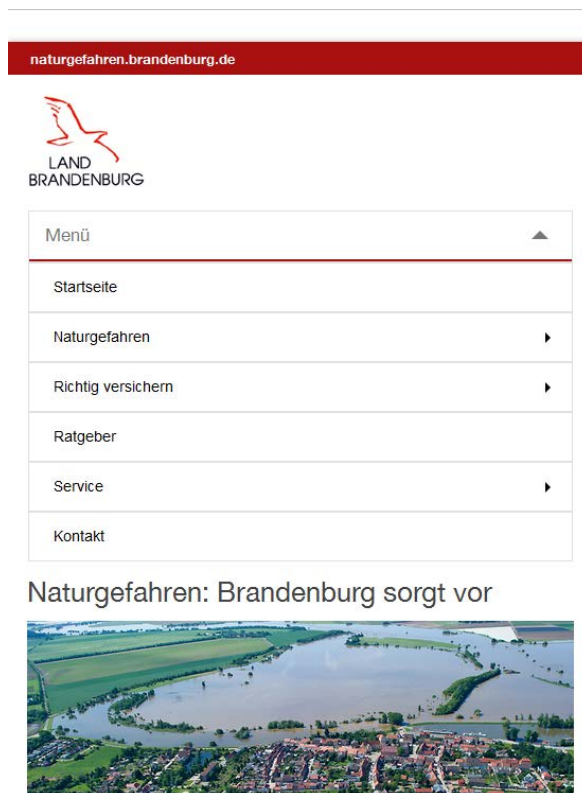 naturgefahren.brandenburg.de
LAND
BRANDENBURG
Menü
Startseite
Naturgefahren
Richtig versichern
Ratgeber
Service
Kontakt
Naturgefahren: Brandenburg sorgt vor